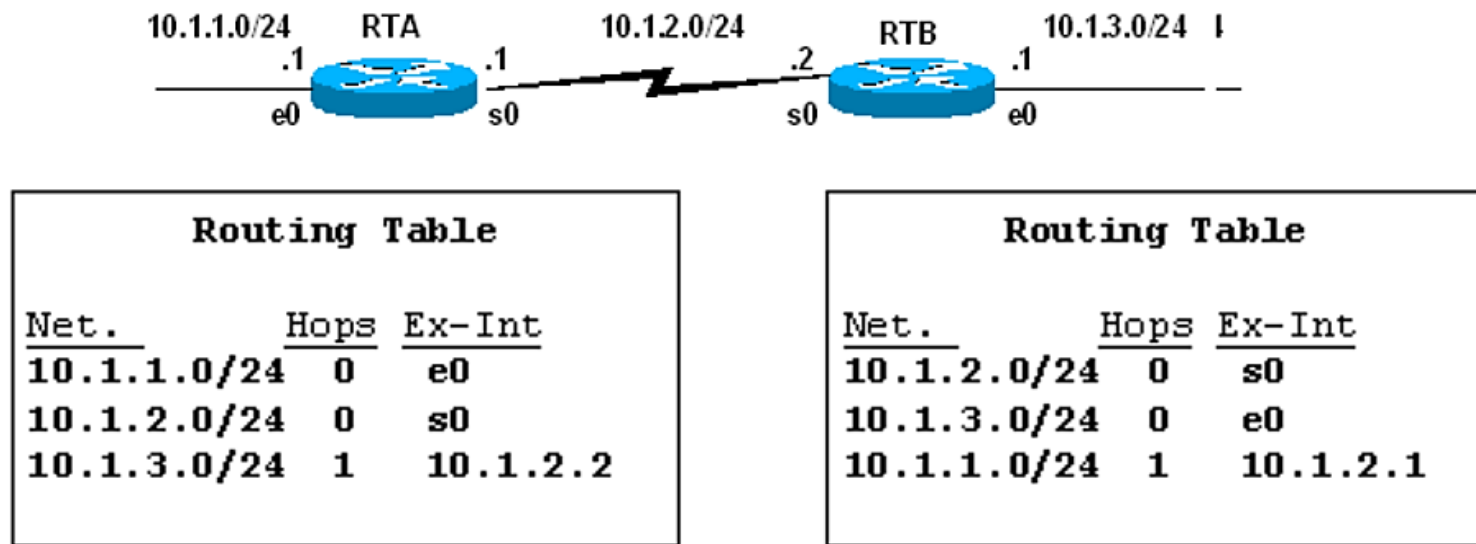 10.1.1.0/24 RTA 10.1.2.0/24 RTB 10.1.3.0/24
.1 .1 .2 .1
e0 s0 s0 e0
Routing Table
Net. Hops Ex-Int
10.1.1.0/24 0 e0
10.1.2.0/24 0 s0
10.1.3.0/24 1 10.1.2.2
Routing Table
Net. Hops Ex-Int
10.1.2.0/24 0 s0
10.1.3.0/24 0 e0
10.1.1.0/24 1 10.1.2.1